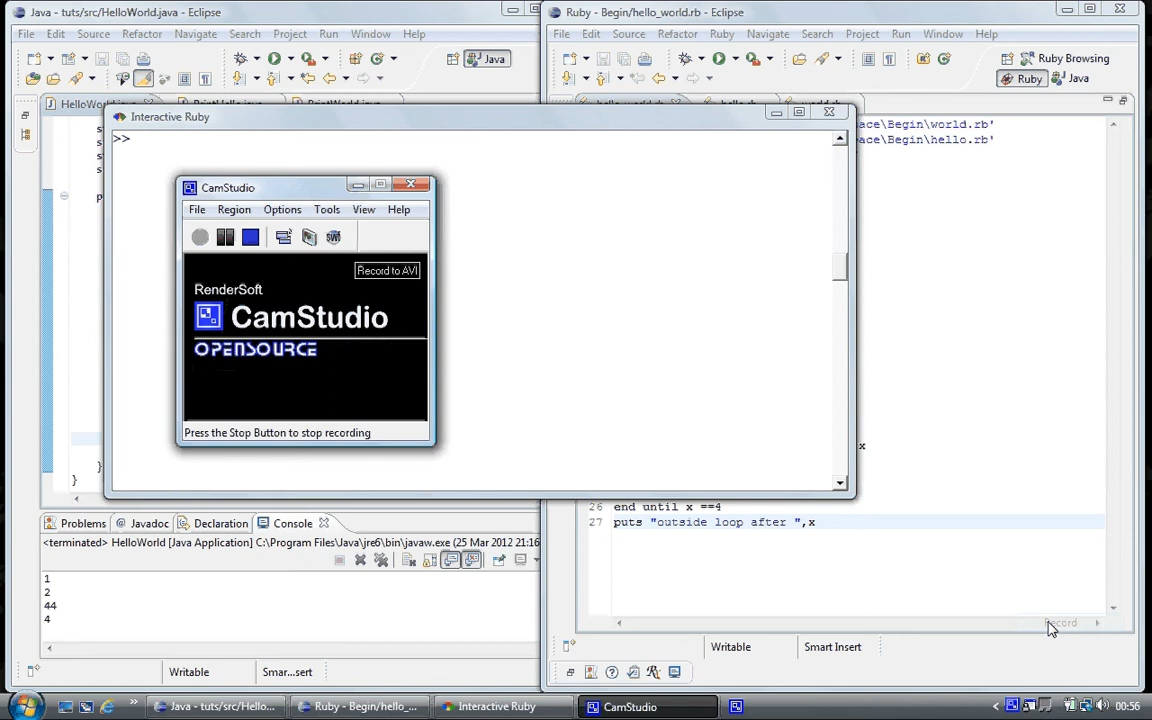 Java - tuts/src/HelloWorld.java - Eclipse
File Edit Source Refactor Navigate Search Project Run Window Help
Java
Ruby - Begin/hello_world.rb - Eclipse
File Edit Source Refactor Ruby Navigate Search Project Run Window Help
Ruby Browsing
Ruby Java
Interactive Ruby
>>
ace\Begin\world.rb'
ace\Begin\hello.rb'
CamStudio
File Region Options Tools View Help
Record to AVI
RenderSoft
CamStudio
OPENSOURCE
Press the Stop Button to stop recording
}
}
x
26 end until x ==4
27 puts "outside loop after ",x
Problems Javadoc Declaration Console
<terminated> HelloWorld [Java Application] C:\Program Files\Java\jre6\bin\javaw.exe (25 Mar 2012 21:16
1
2
44
4
Record
Writable Smar...sert
Writable Smart Insert
Java - tuts/src/Hello... Ruby - Begin/hello_... Interactive Ruby CamStudio 00:56